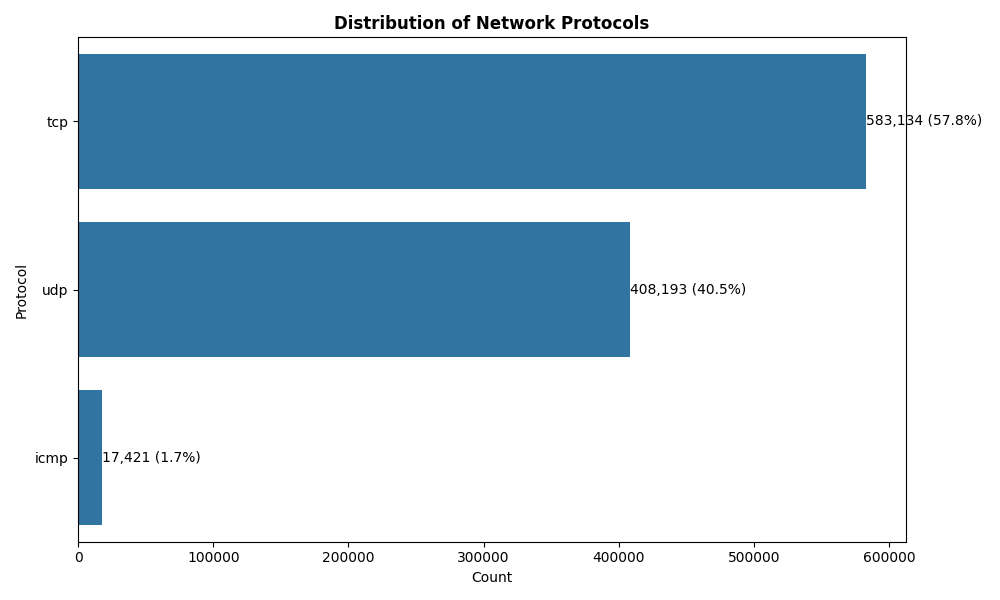 Distribution of Network Protocols
tcp
583,134 (57.8%)
udp
408,193 (40.5%)
icmp
17,421 (1.7%)
Protocol
0 100000 200000 300000 400000 500000 600000
Count